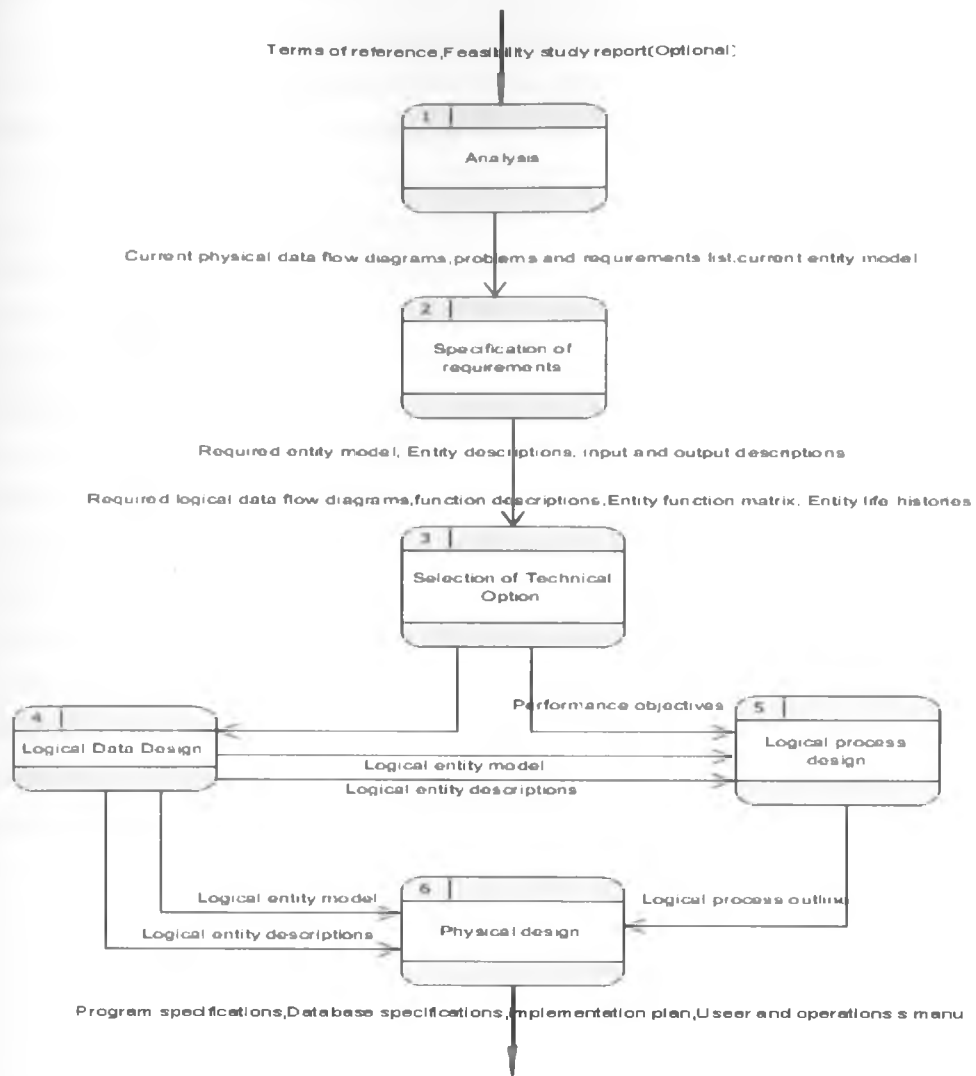 Terms of reference,Feasibility study report(Optional)
1
Analysis
Current physical data flow diagrams,problems and requirements list.current entity model
2
Specification of
requirements
Required entity model, Entity descriptions, input and output descriptions
Required logical data flow diagrams,function descriptions,Entity function matrix, Entity life histories
3
Selection of Technical
Option
Performance objectives
4
Logical Data Design
5
Logical process
design
Logical entity model
Logical entity descriptions
Logical entity model
6
Logical process outline
Logical entity descriptions
Physical design
Program specifications,Database specifications,Implementation plan,Useer and operations s manu